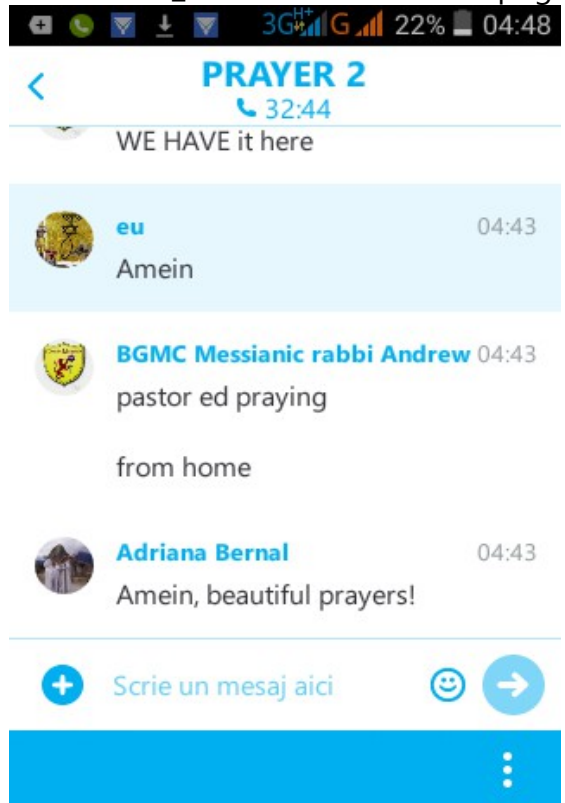 3G H+ G 22% 04:48
PRAYER 2
32:44
WE HAVE it here
eu 04:43
Amein
BGMC Messianic rabbi Andrew 04:43
pastor ed praying
from home
Adriana Bernal 04:43
Amein, beautiful prayers!
Scrie un mesaj aici